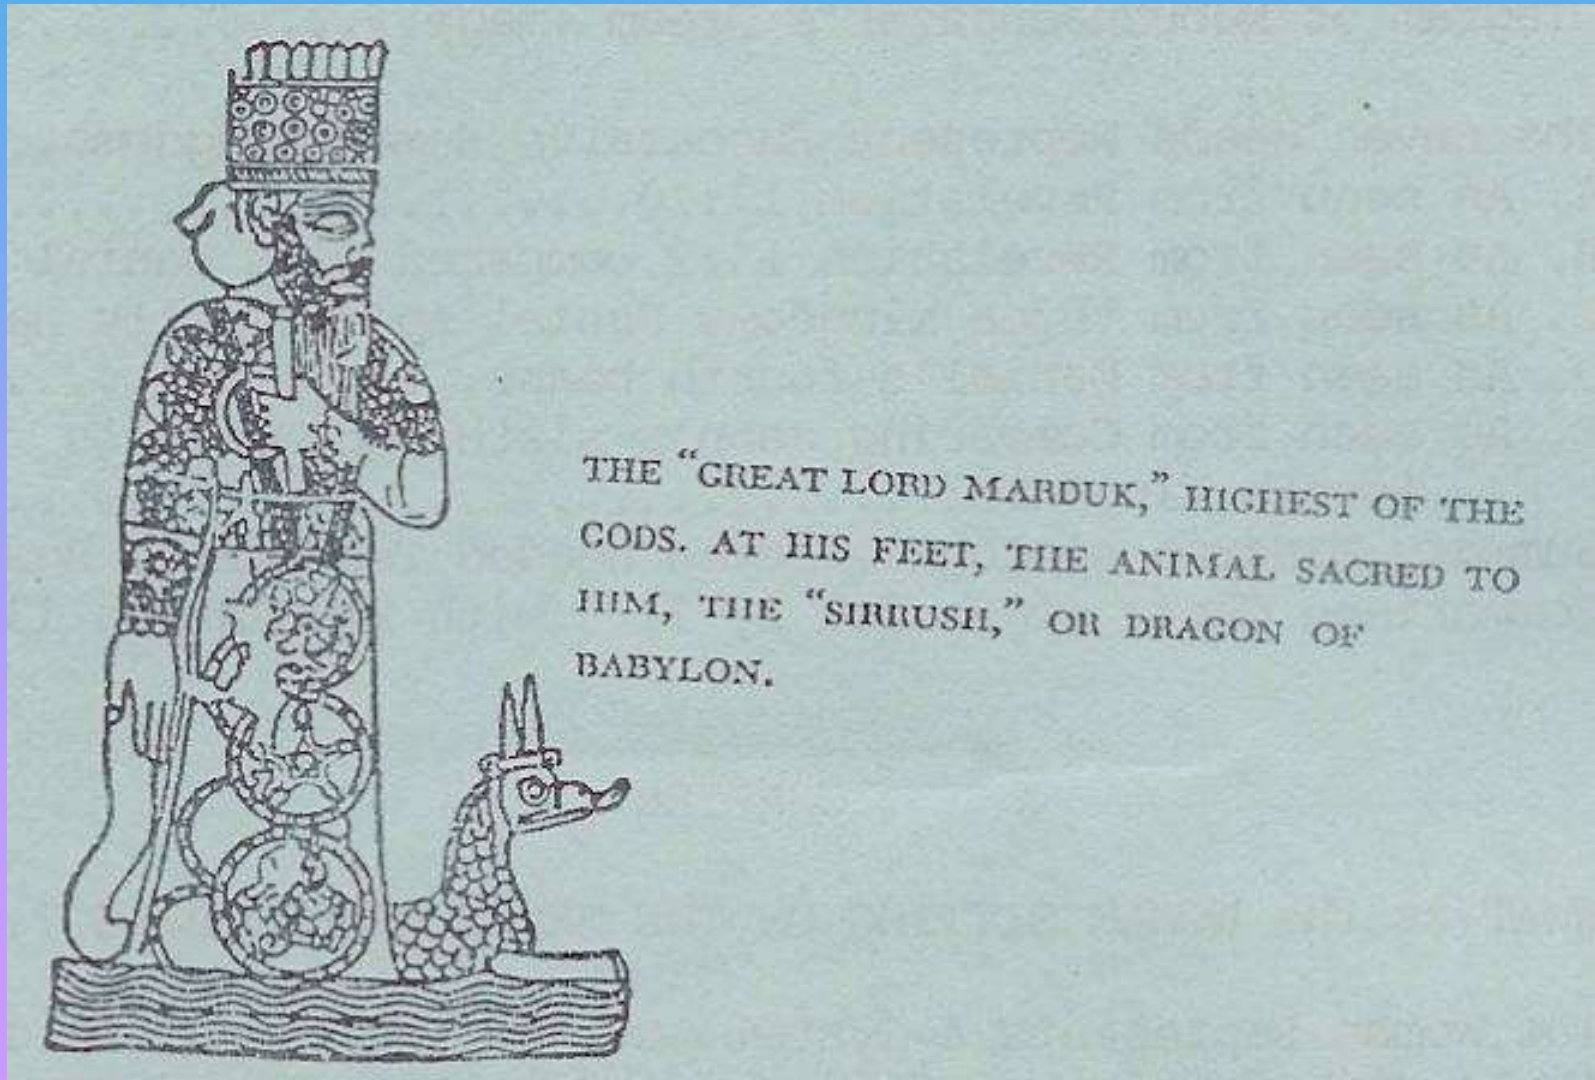 THE “GREAT LORD MARDUK,” HIGHEST OF THE
GODS. AT HIS FEET, THE ANIMAL SACRED TO
HIM, THE “SIRRUSH,” OR DRAGON OF
BABYLON.